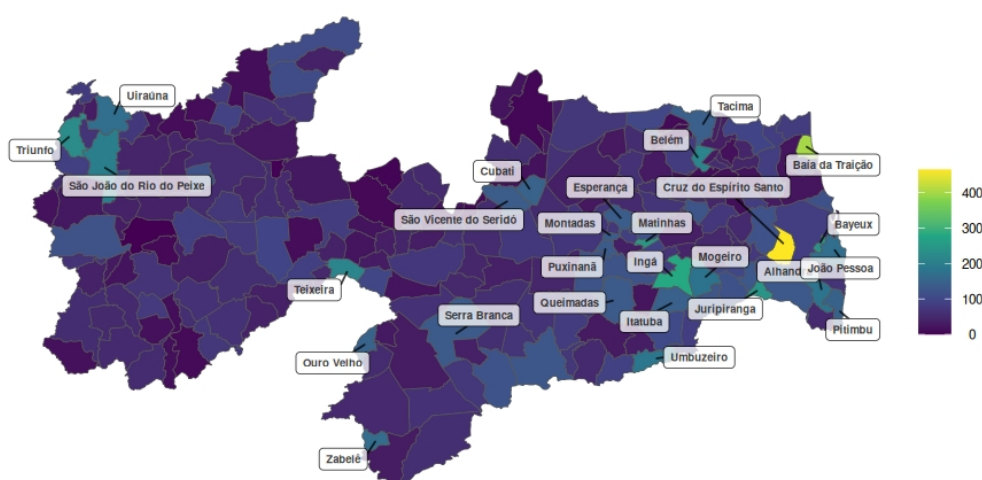 Uiraúna
Triunfo
São João do Rio do Peixe
Tacima
Belém
Baía da Traição
Cubati
Esperança
Cruz do Espírito Santo
São Vicente do Seridó
Montadas
Matinhas
Bayeux
Puxinanã
Ingá
Mogeiro
Alhand
João Pessoa
Teixeira
Queimadas
Juripiranga
Serra Branca
Itatuba
Pitimbu
Ouro Velho
Umbuzeiro
Zabelê
400
300
200
100
0